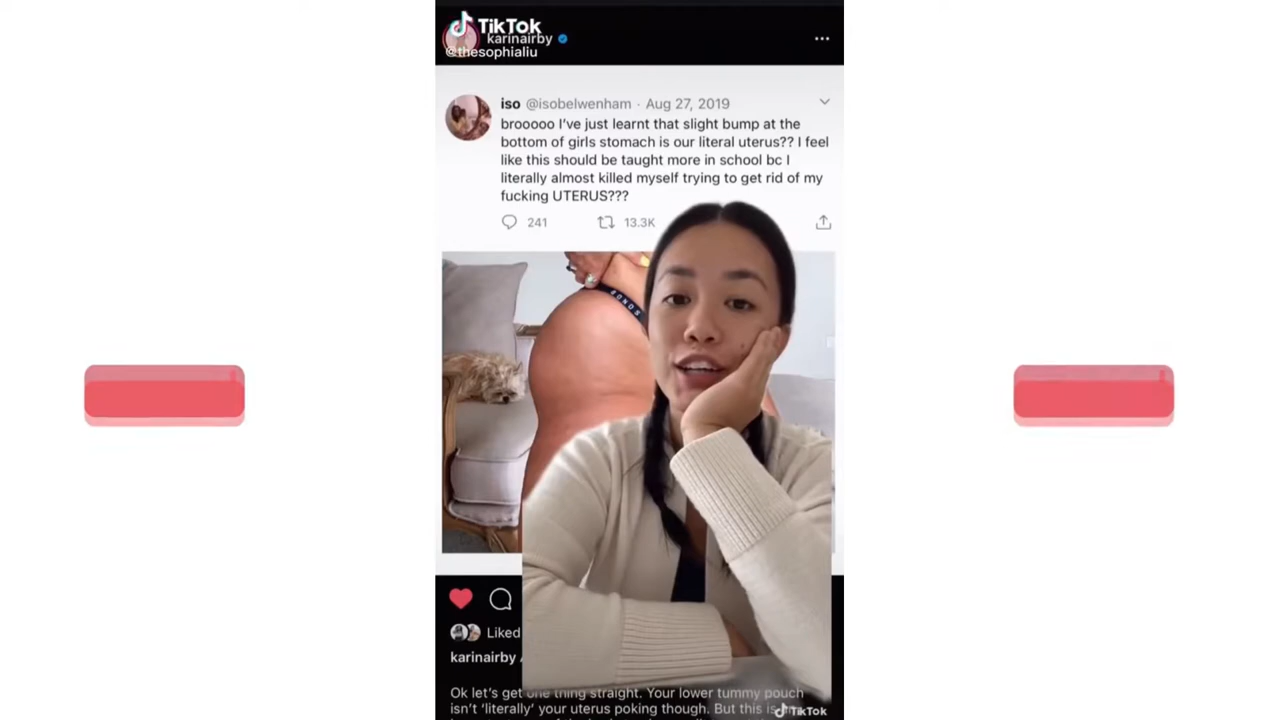 TikTok
karinairby
@thesophialiu
iso @isobelwenham · Aug 27, 2019
brooooo I've just learnt that slight bump at the
bottom of girls stomach is our literal uterus?? I feel
like this should be taught more in school bc I
literally almost killed myself trying to get rid of my
fucking UTERUS???
241 13.3K
BONDS
Liked
karinairby
Ok let's get one thing straight. Your lower tummy pouch
isn't 'literally' your uterus poking though. But this is
TikTok